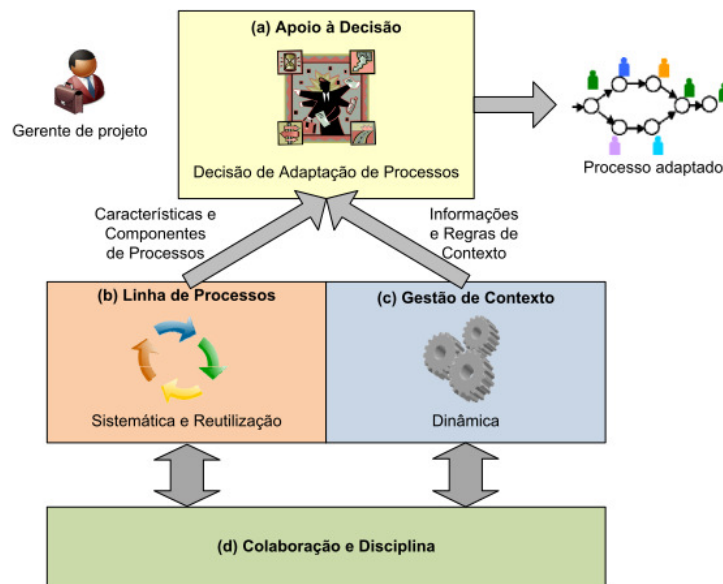 (a) Apoio à Decisão
Gerente de projeto
Decisão de Adaptação de Processos
Processo adaptado
Características e
Componentes
de Processos
Informações
e Regras de
Contexto
(b) Linha de Processos
Sistemática e Reutilização
(c) Gestão de Contexto
Dinâmica
(d) Colaboração e Disciplina